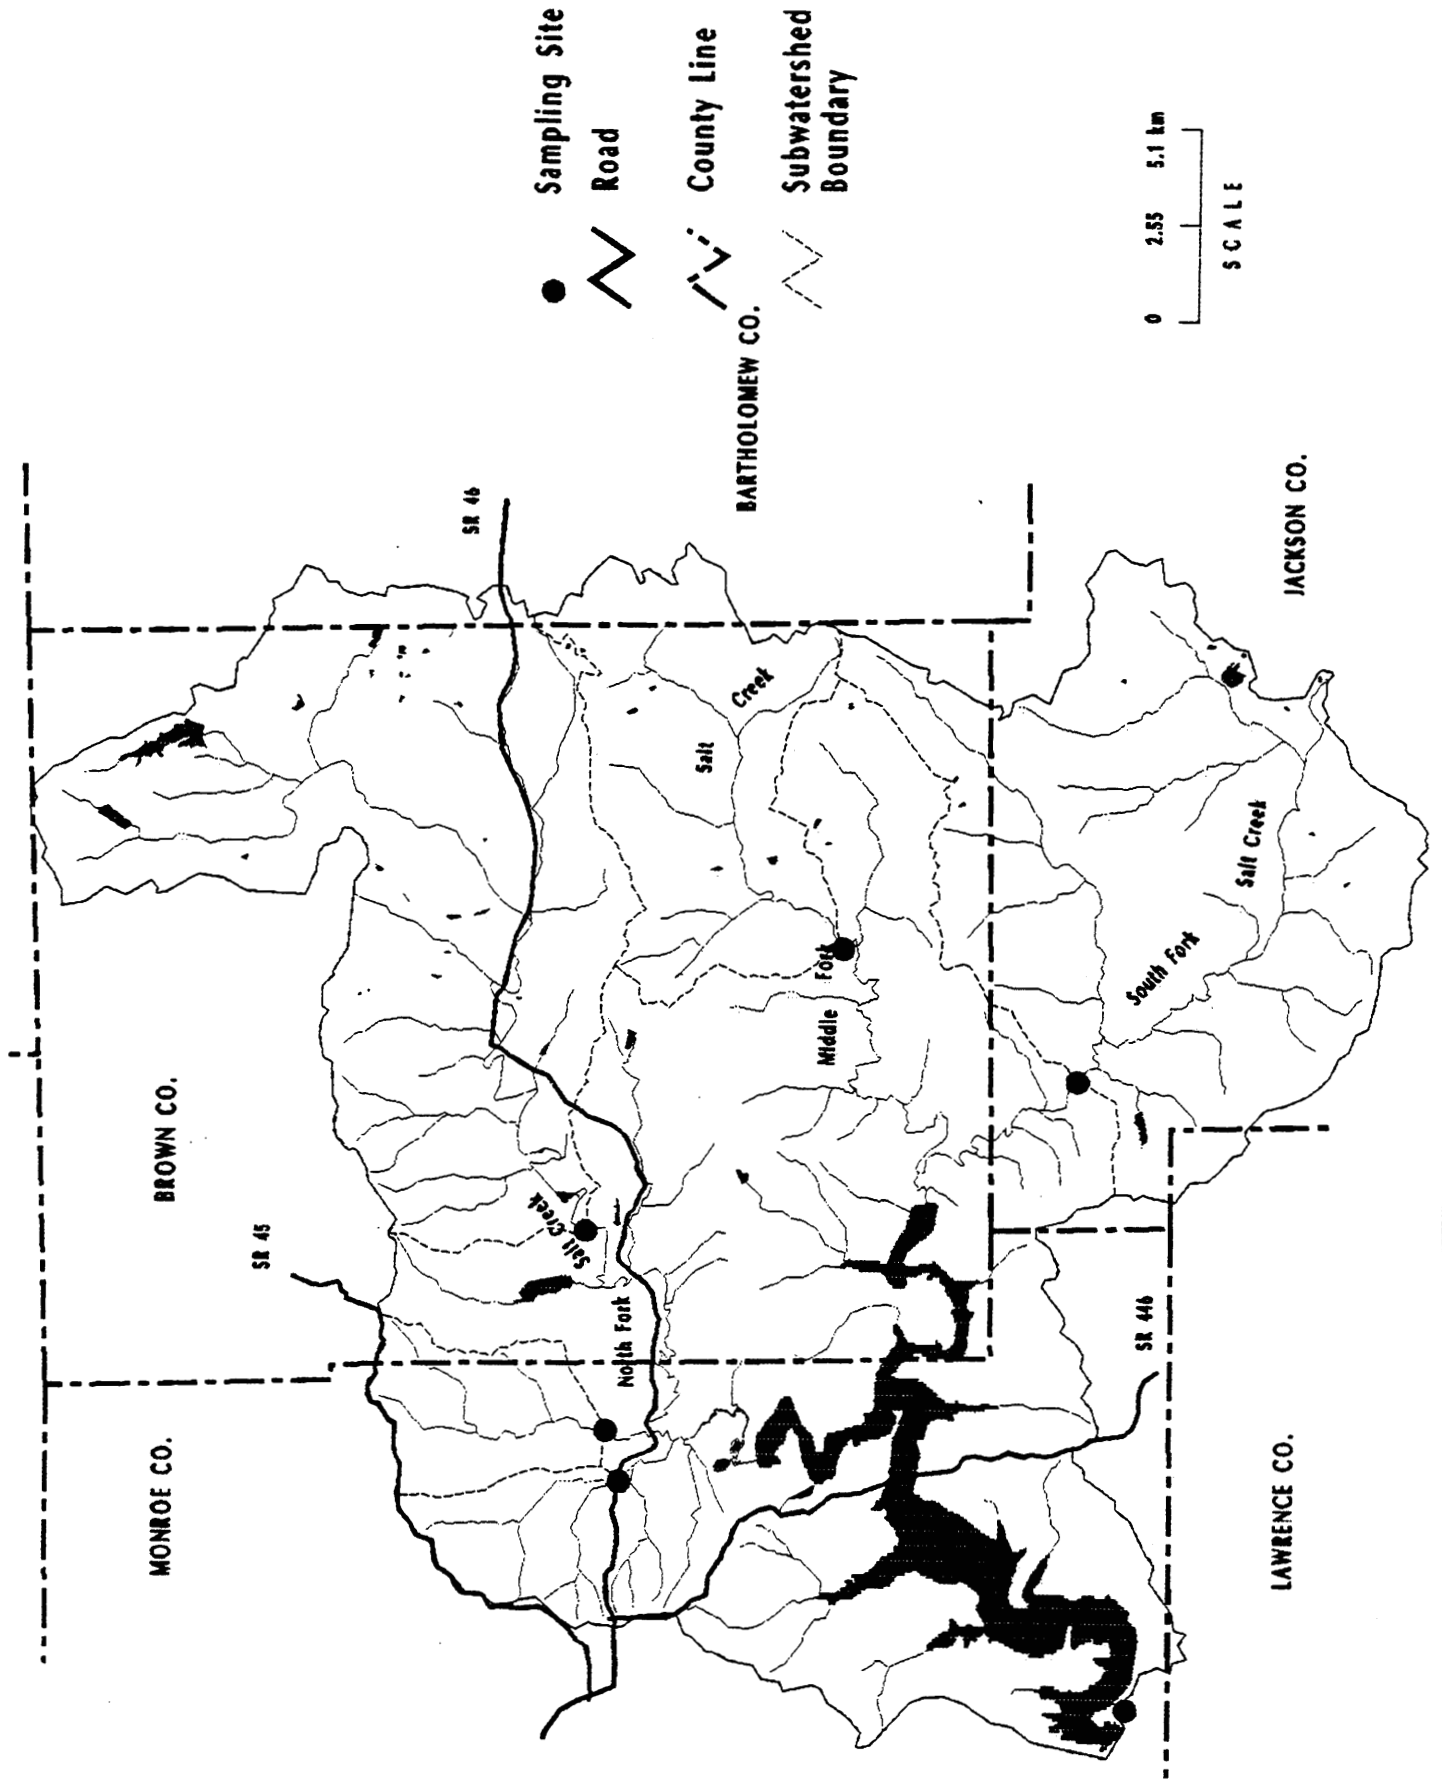 MONROE CO.
BROWN CO.
SR 45
SR 46
North Fork
Salt Creek
Middle
Fork
Salt
Creek
BARTHOLOMEW CO.
South Fork
Salt Creek
SR 446
LAWRENCE CO.
JACKSON CO.
Sampling Site
Road
County Line
Subwatershed
Boundary
0 2.55 5.1 km
SCALE